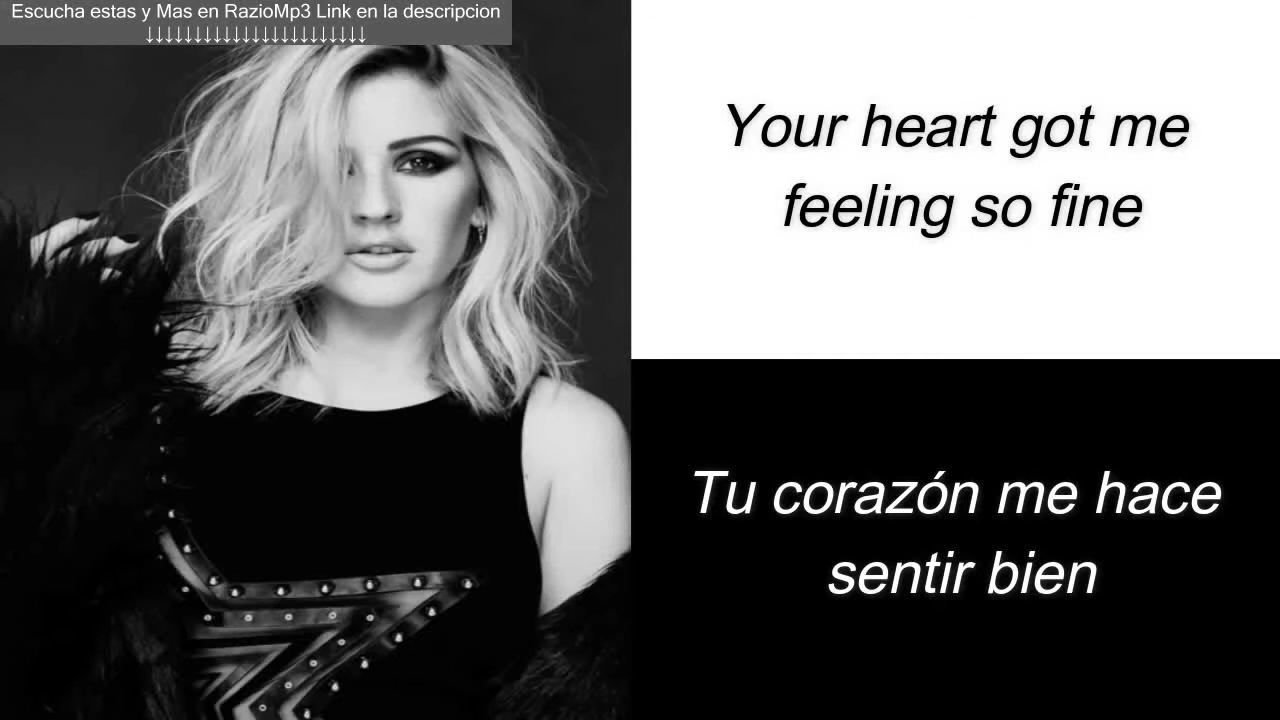 Escucha estas y Mas en RazioMp3 Link en la descripcion
↓↓↓↓↓↓↓↓↓↓↓↓↓↓↓↓↓↓↓↓↓↓↓
Your heart got me
feeling so fine
Tu corazón me hace
sentir bien